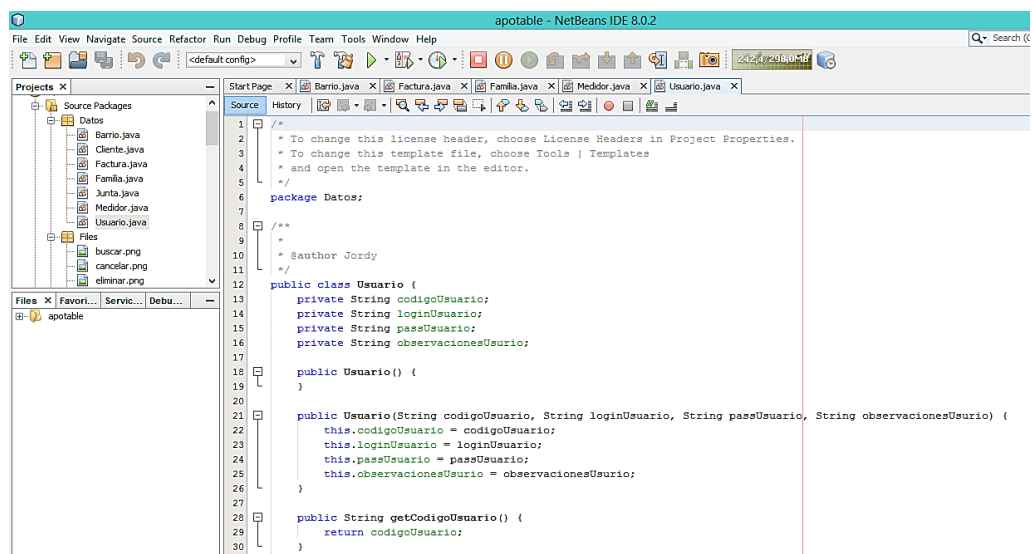 apotable - NetBeans IDE 8.0.2
File Edit View Navigate Source Refactor Run Debug Profile Team Tools Window Help
Search (C
<default config>
242,4/298,0MB
Projects
Source Packages
Datos
Barrio.java
Cliente.java
Factura.java
Familia.java
Junta.java
Medidor.java
Usuario.java
Files
buscar.png
cancelar.png
eliminar.png
Files Favori... Servic... Debu...
apotable
Start Page Barrio.java Factura.java Familia.java Medidor.java Usuario.java
Source History
1 /*
2 * To change this license header, choose License Headers in Project Properties.
3 * To change this template file, choose Tools | Templates
4 * and open the template in the editor.
5 */
6 package Datos;
7
8 /**
9 *
10 * @author Jordy
11 */
12 public class Usuario {
13 private String codigoUsuario;
14 private String loginUsuario;
15 private String passUsuario;
16 private String observacionesUsurio;
17
18 public Usuario() {
19 }
20
21 public Usuario(String codigoUsuario, String loginUsuario, String passUsuario, String observacionesUsurio) {
22 this.codigoUsuario = codigoUsuario;
23 this.loginUsuario = loginUsuario;
24 this.passUsuario = passUsuario;
25 this.observacionesUsurio = observacionesUsurio;
26 }
27
28 public String getCodigoUsuario() {
29 return codigoUsuario;
30 }